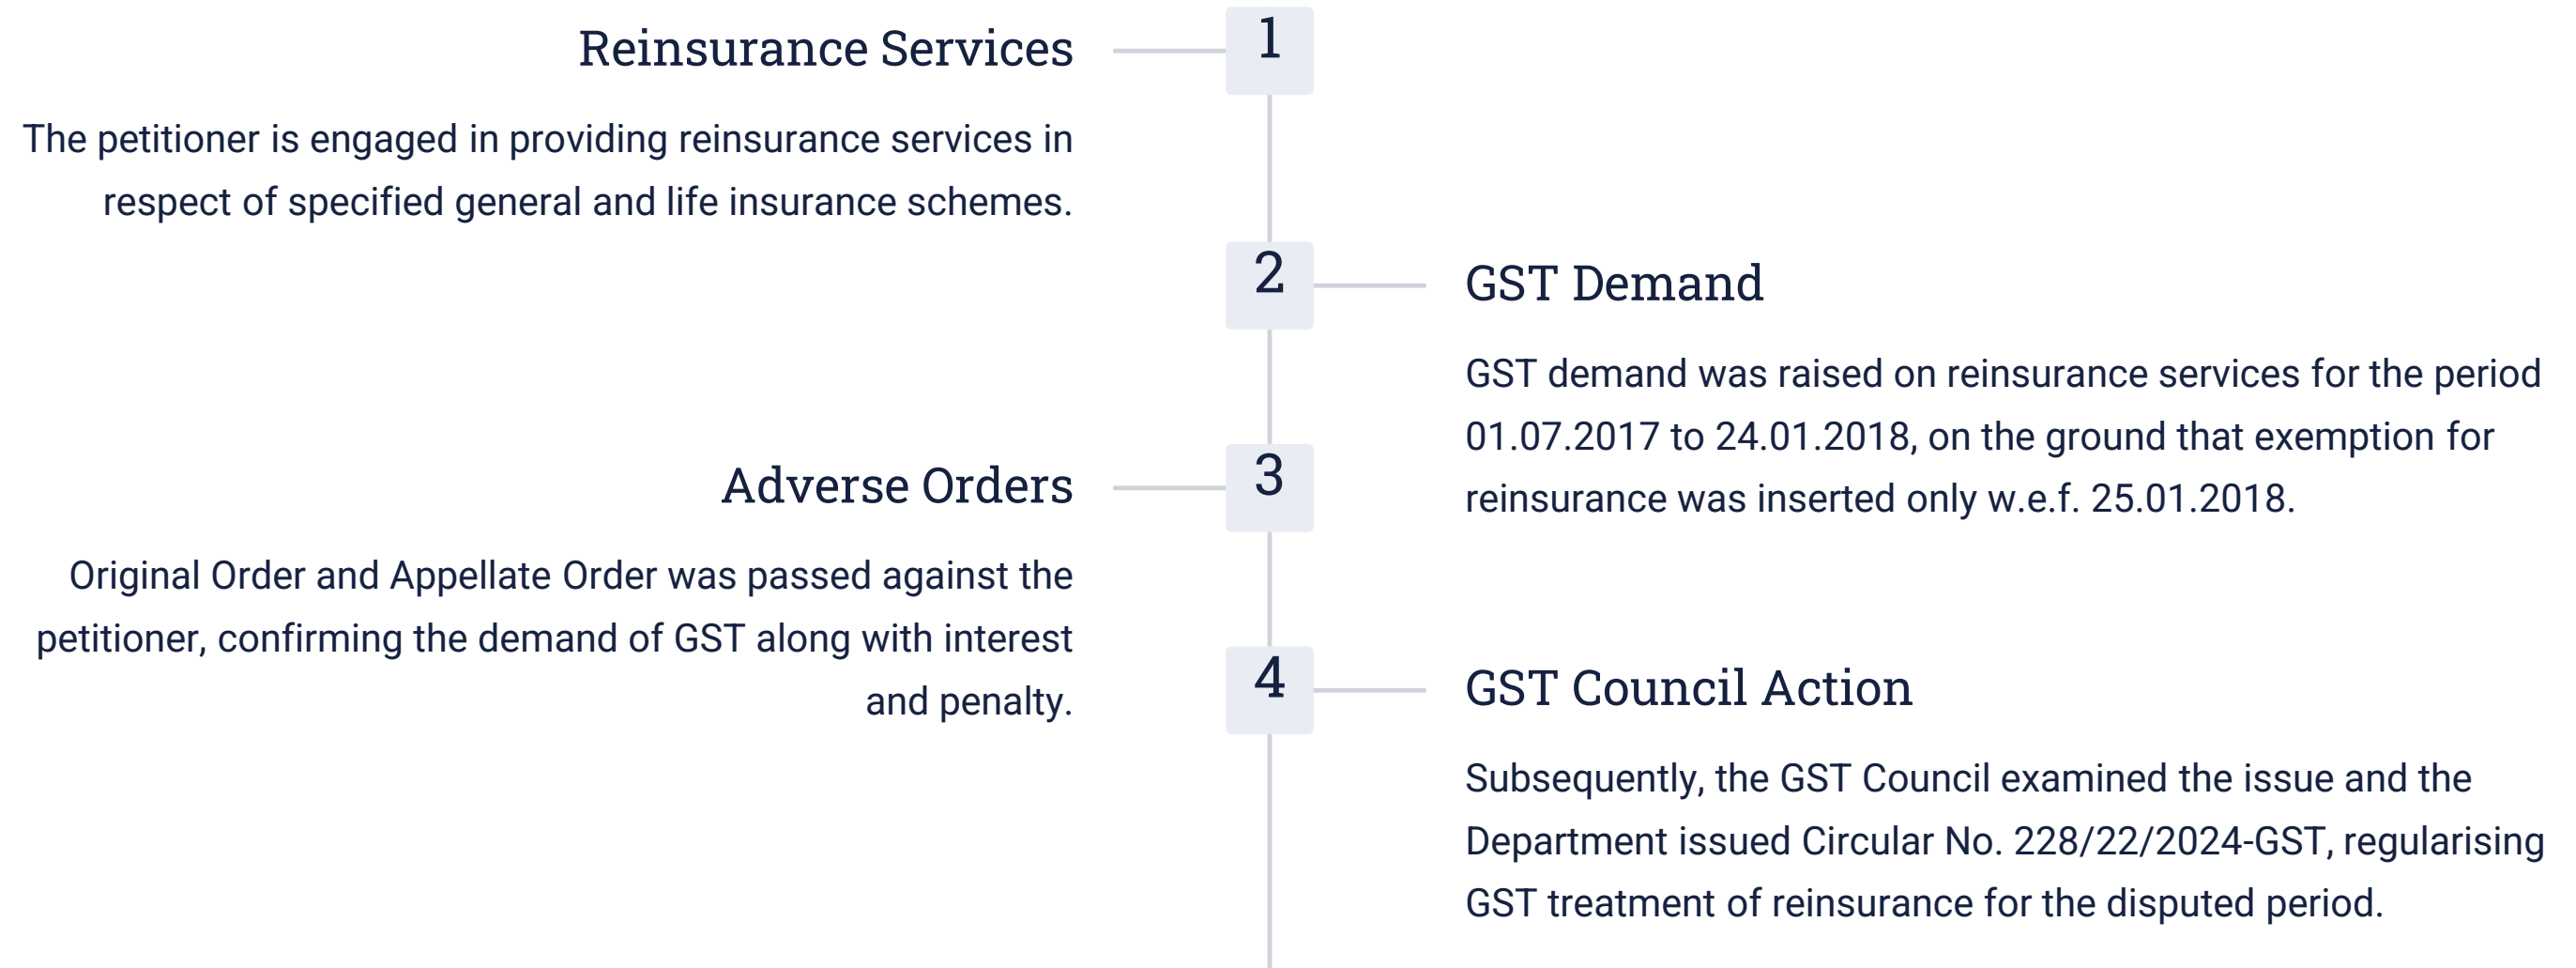 1
Reinsurance Services
The petitioner is engaged in providing reinsurance services in
respect of specified general and life insurance schemes.
2
GST Demand
GST demand was raised on reinsurance services for the period
01.07.2017 to 24.01.2018, on the ground that exemption for
reinsurance was inserted only w.e.f. 25.01.2018.
3
Adverse Orders
Original Order and Appellate Order was passed against the
petitioner, confirming the demand of GST along with interest
and penalty.
4
GST Council Action
Subsequently, the GST Council examined the issue and the
Department issued Circular No. 228/22/2024-GST, regularising
GST treatment of reinsurance for the disputed period.